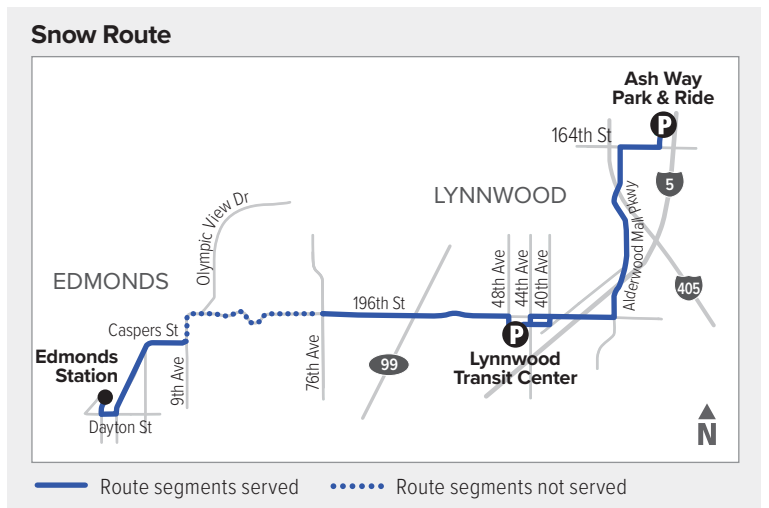 Snow Route
Ash Way
Park & Ride
P
164th St
5
LYNNWOOD
Alderwood Mall Pkwy
405
Olympic View Dr
EDMONDS
48th Ave
44th Ave
40th Ave
196th St
Caspers St
P
Edmonds
Station
9th Ave
76th Ave
99
Lynnwood
Transit Center
Dayton St
N
Route segments served
Route segments not served